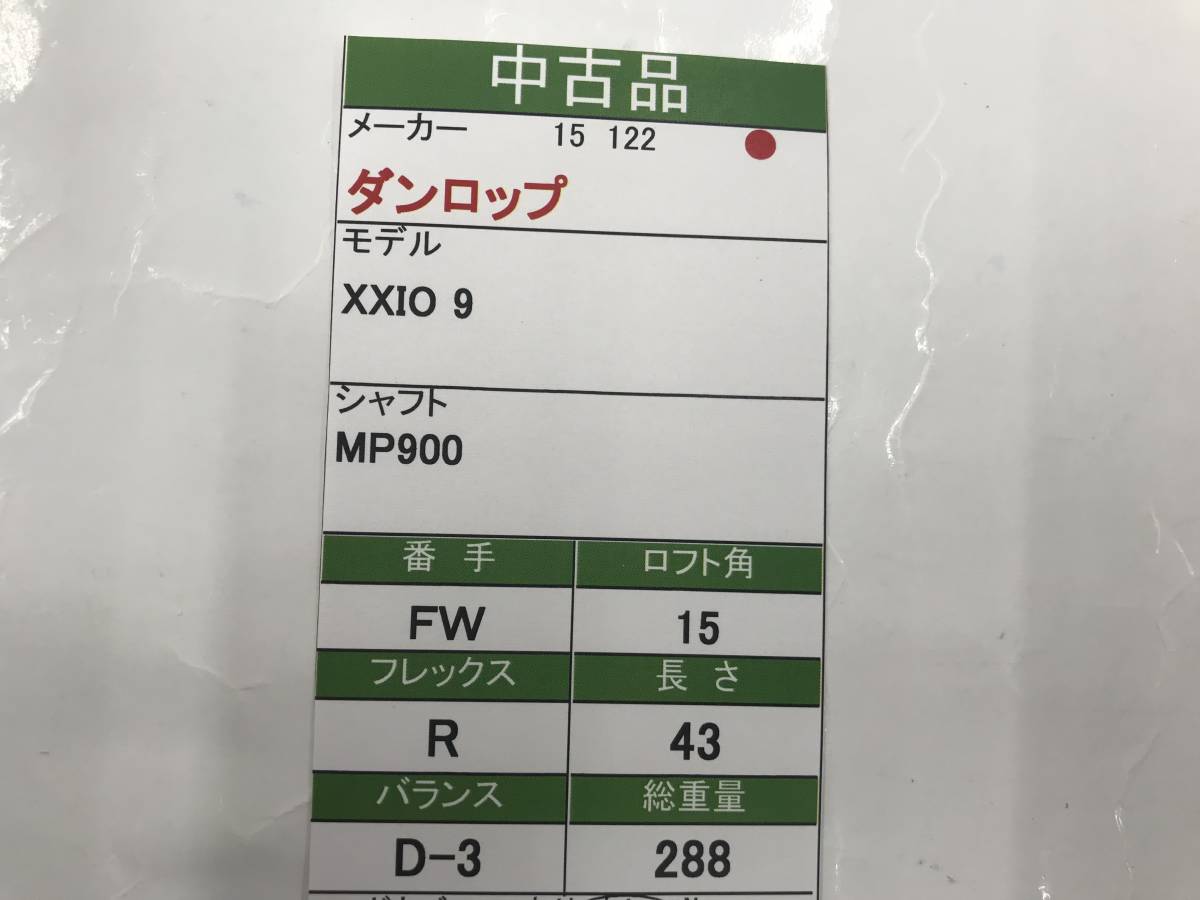 中古品
メーカー 15 122
ダンロップ
モデル
XXIO 9
シャフト
MP900
番 手 ロフト角
FW 15
フレックス 長 さ
R 43
バランス 総重量
D-3 288